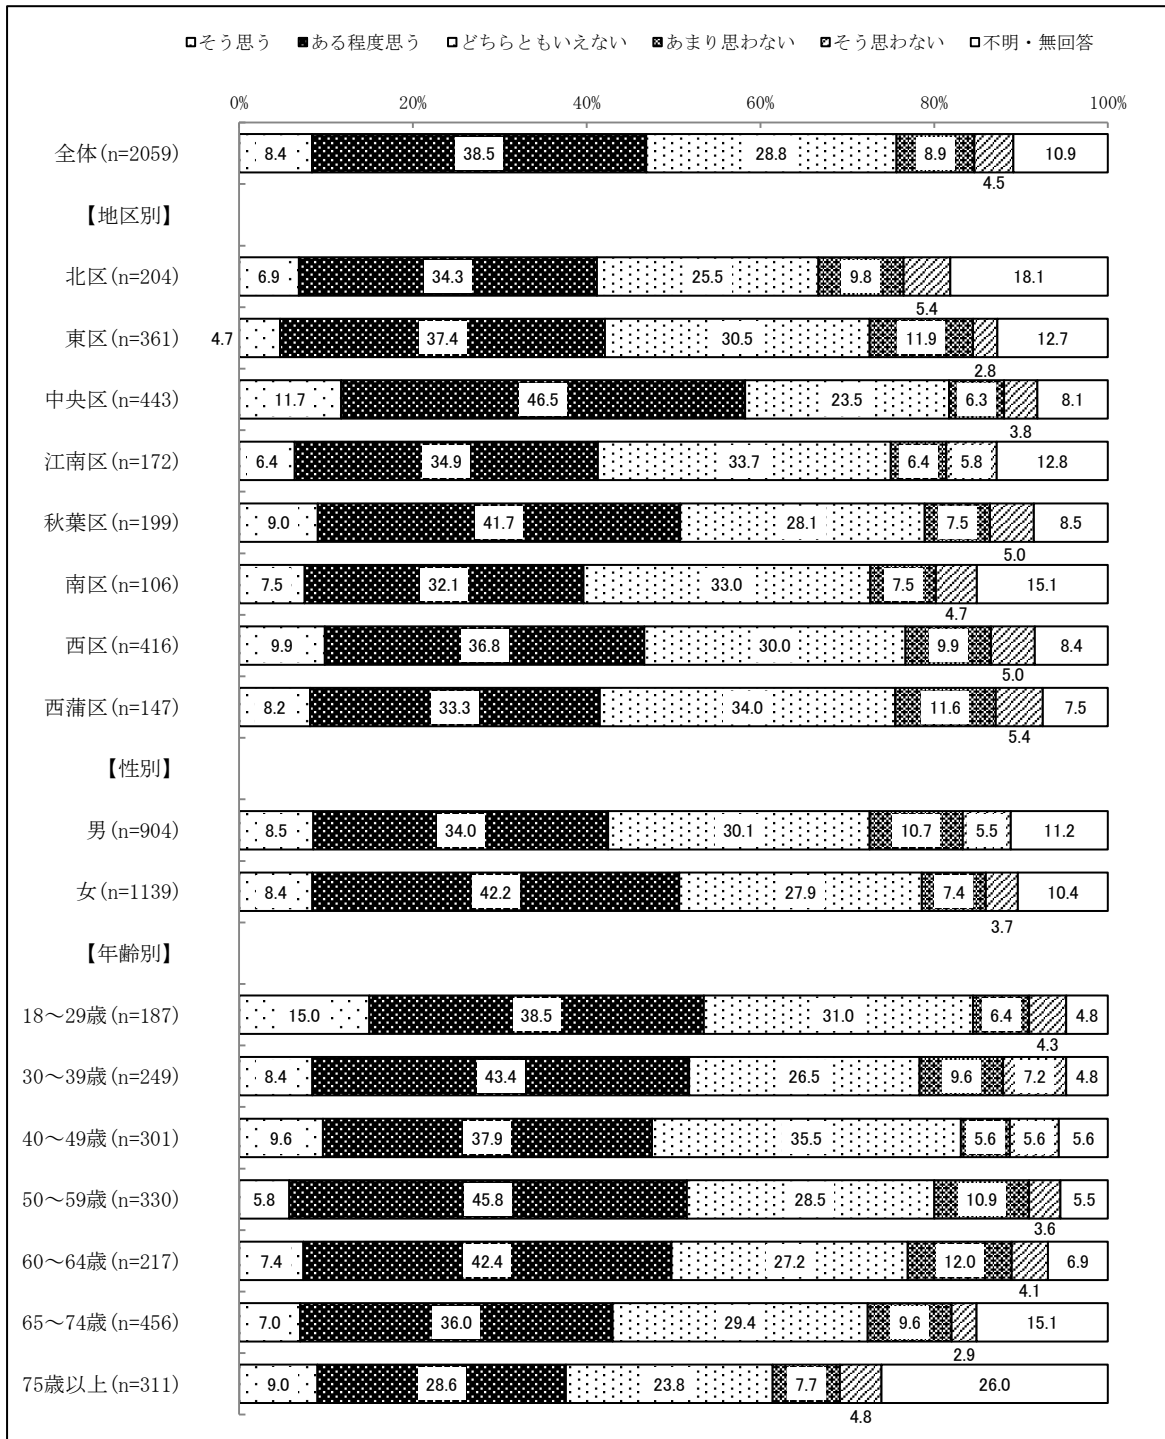 □そう思う ■ある程度思う □どちらともいえない ■あまり思わない □そう思わない □不明・無回答
0% 20% 40% 60% 80% 100%
全体(n=2059) 8.4 38.5 28.8 8.9 4.5 10.9
【地区別】
北区(n=204) 6.9 34.3 25.5 9.8 5.4 18.1
東区(n=361) 4.7 37.4 30.5 11.9 2.8 12.7
中央区(n=443) 11.7 46.5 23.5 6.3 3.8 8.1
江南区(n=172) 6.4 34.9 33.7 6.4 5.8 12.8
秋葉区(n=199) 9.0 41.7 28.1 7.5 5.0 8.5
南区(n=106) 7.5 32.1 33.0 7.5 4.7 15.1
西区(n=416) 9.9 36.8 30.0 9.9 5.0 8.4
西蒲区(n=147) 8.2 33.3 34.0 11.6 5.4 7.5
【性別】
男(n=904) 8.5 34.0 30.1 10.7 5.5 11.2
女(n=1139) 8.4 42.2 27.9 7.4 3.7 10.4
【年齢別】
18～29歳(n=187) 15.0 38.5 31.0 6.4 4.3 4.8
30～39歳(n=249) 8.4 43.4 26.5 9.6 7.2 4.8
40～49歳(n=301) 9.6 37.9 35.5 5.6 5.6 5.6
50～59歳(n=330) 5.8 45.8 28.5 10.9 3.6 5.5
60～64歳(n=217) 7.4 42.4 27.2 12.0 4.1 6.9
65～74歳(n=456) 7.0 36.0 29.4 9.6 2.9 15.1
75歳以上(n=311) 9.0 28.6 23.8 7.7 4.8 26.0